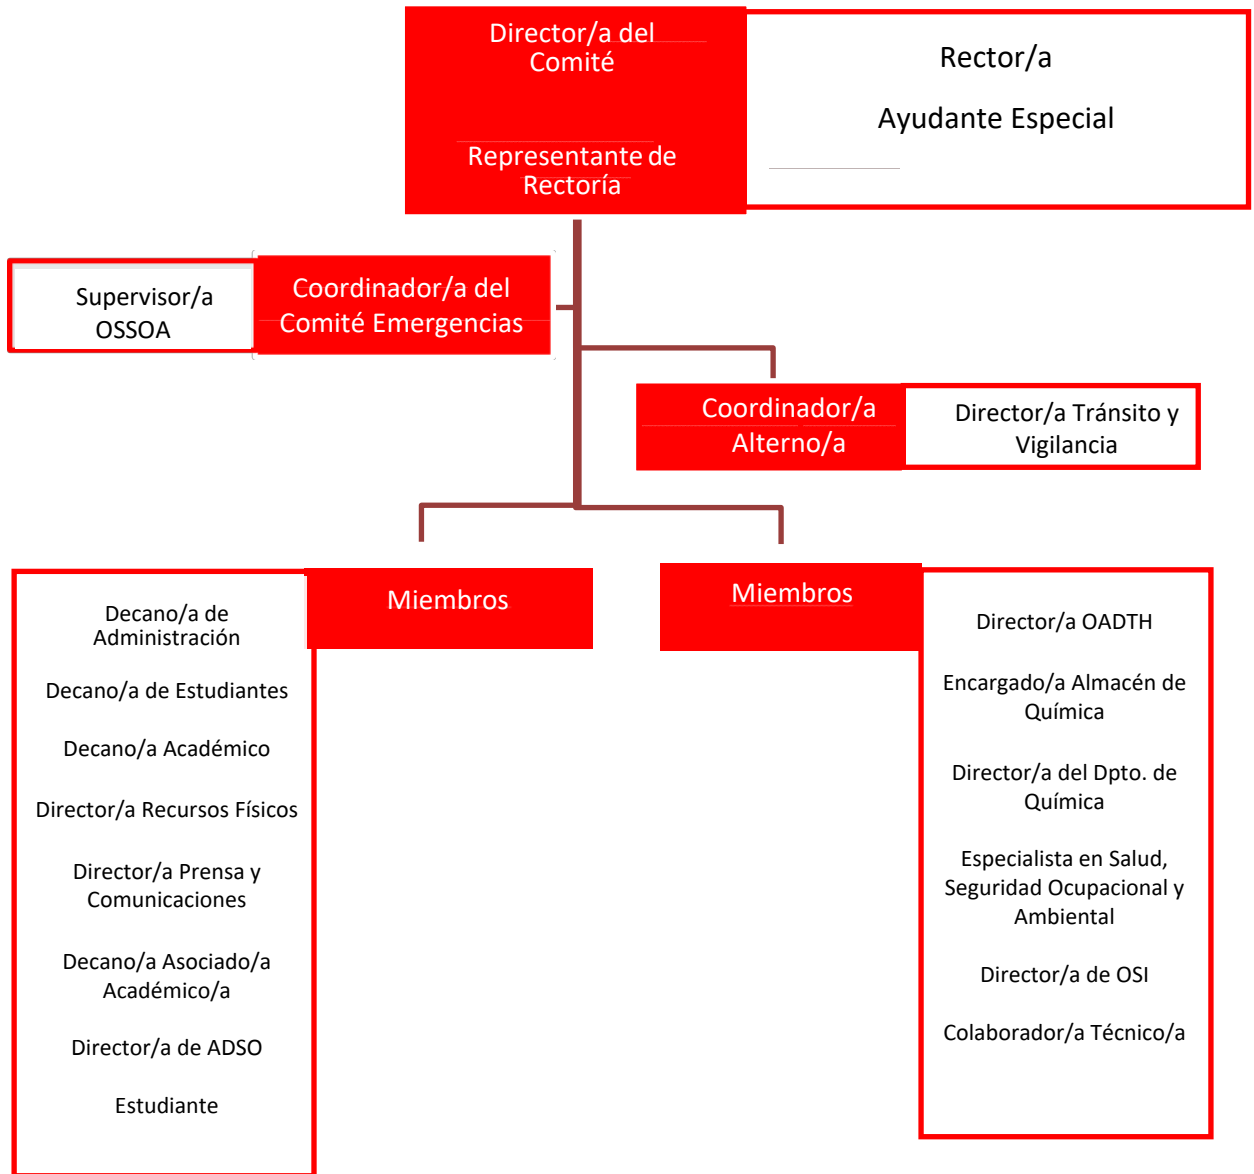 Director/a del
Comité
Representante de
Rectoría
Rector/a
Ayudante Especial
Supervisor/a
OSSOA
Coordinador/a del
Comité Emergencias
Coordinador/a
Alterno/a
Director/a Tránsito y
Vigilancia
Decano/a de
Administración
Decano/a de Estudiantes
Decano/a Académico
Director/a Recursos Físicos
Director/a Prensa y
Comunicaciones
Decano/a Asociado/a
Académico/a
Director/a de ADSO
Estudiante
Miembros
Miembros
Director/a OADTH
Encargado/a Almacén de
Química
Director/a del Dpto. de
Química
Especialista en Salud,
Seguridad Ocupacional y
Ambiental
Director/a de OSI
Colaborador/a Técnico/a